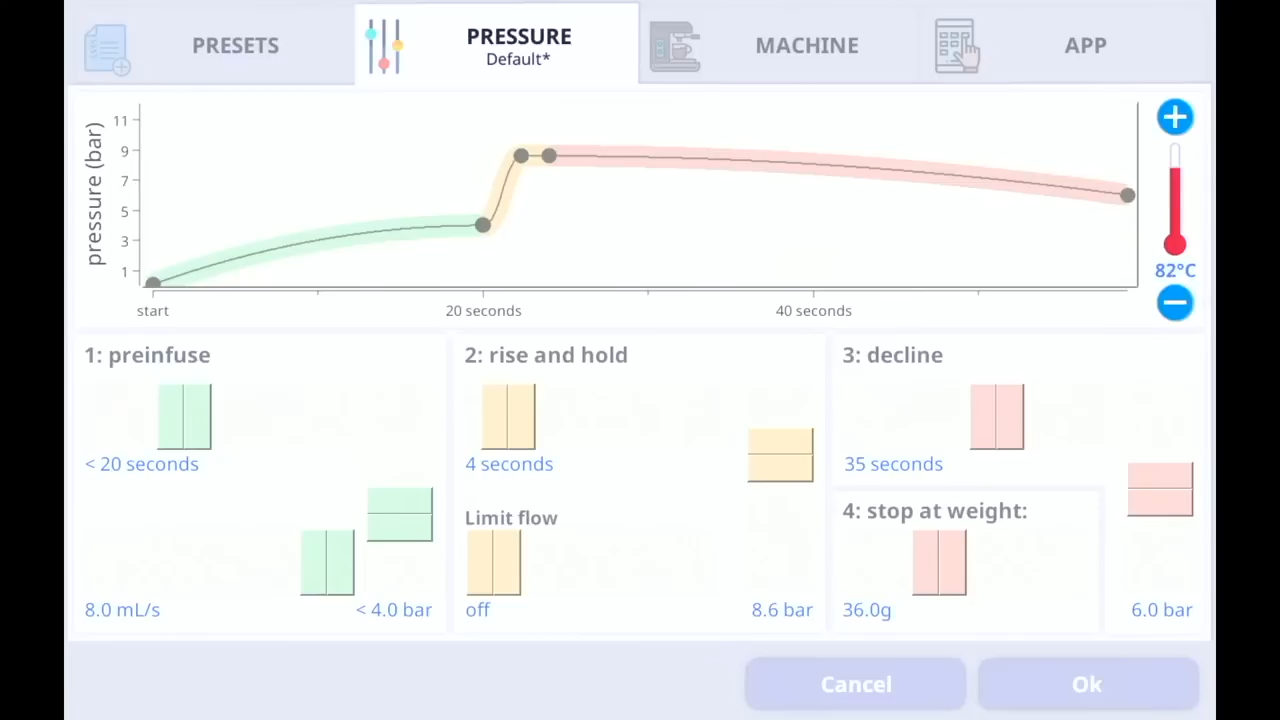 PRESETS
PRESSURE
Default*
MACHINE
APP
pressure (bar)
11
9
7
5
3
1
start
20 seconds
40 seconds
82°C
1: preinfuse
< 20 seconds
8.0 mL/s
< 4.0 bar
2: rise and hold
4 seconds
Limit flow
off
8.6 bar
3: decline
35 seconds
4: stop at weight:
36.0g
6.0 bar
Cancel
Ok